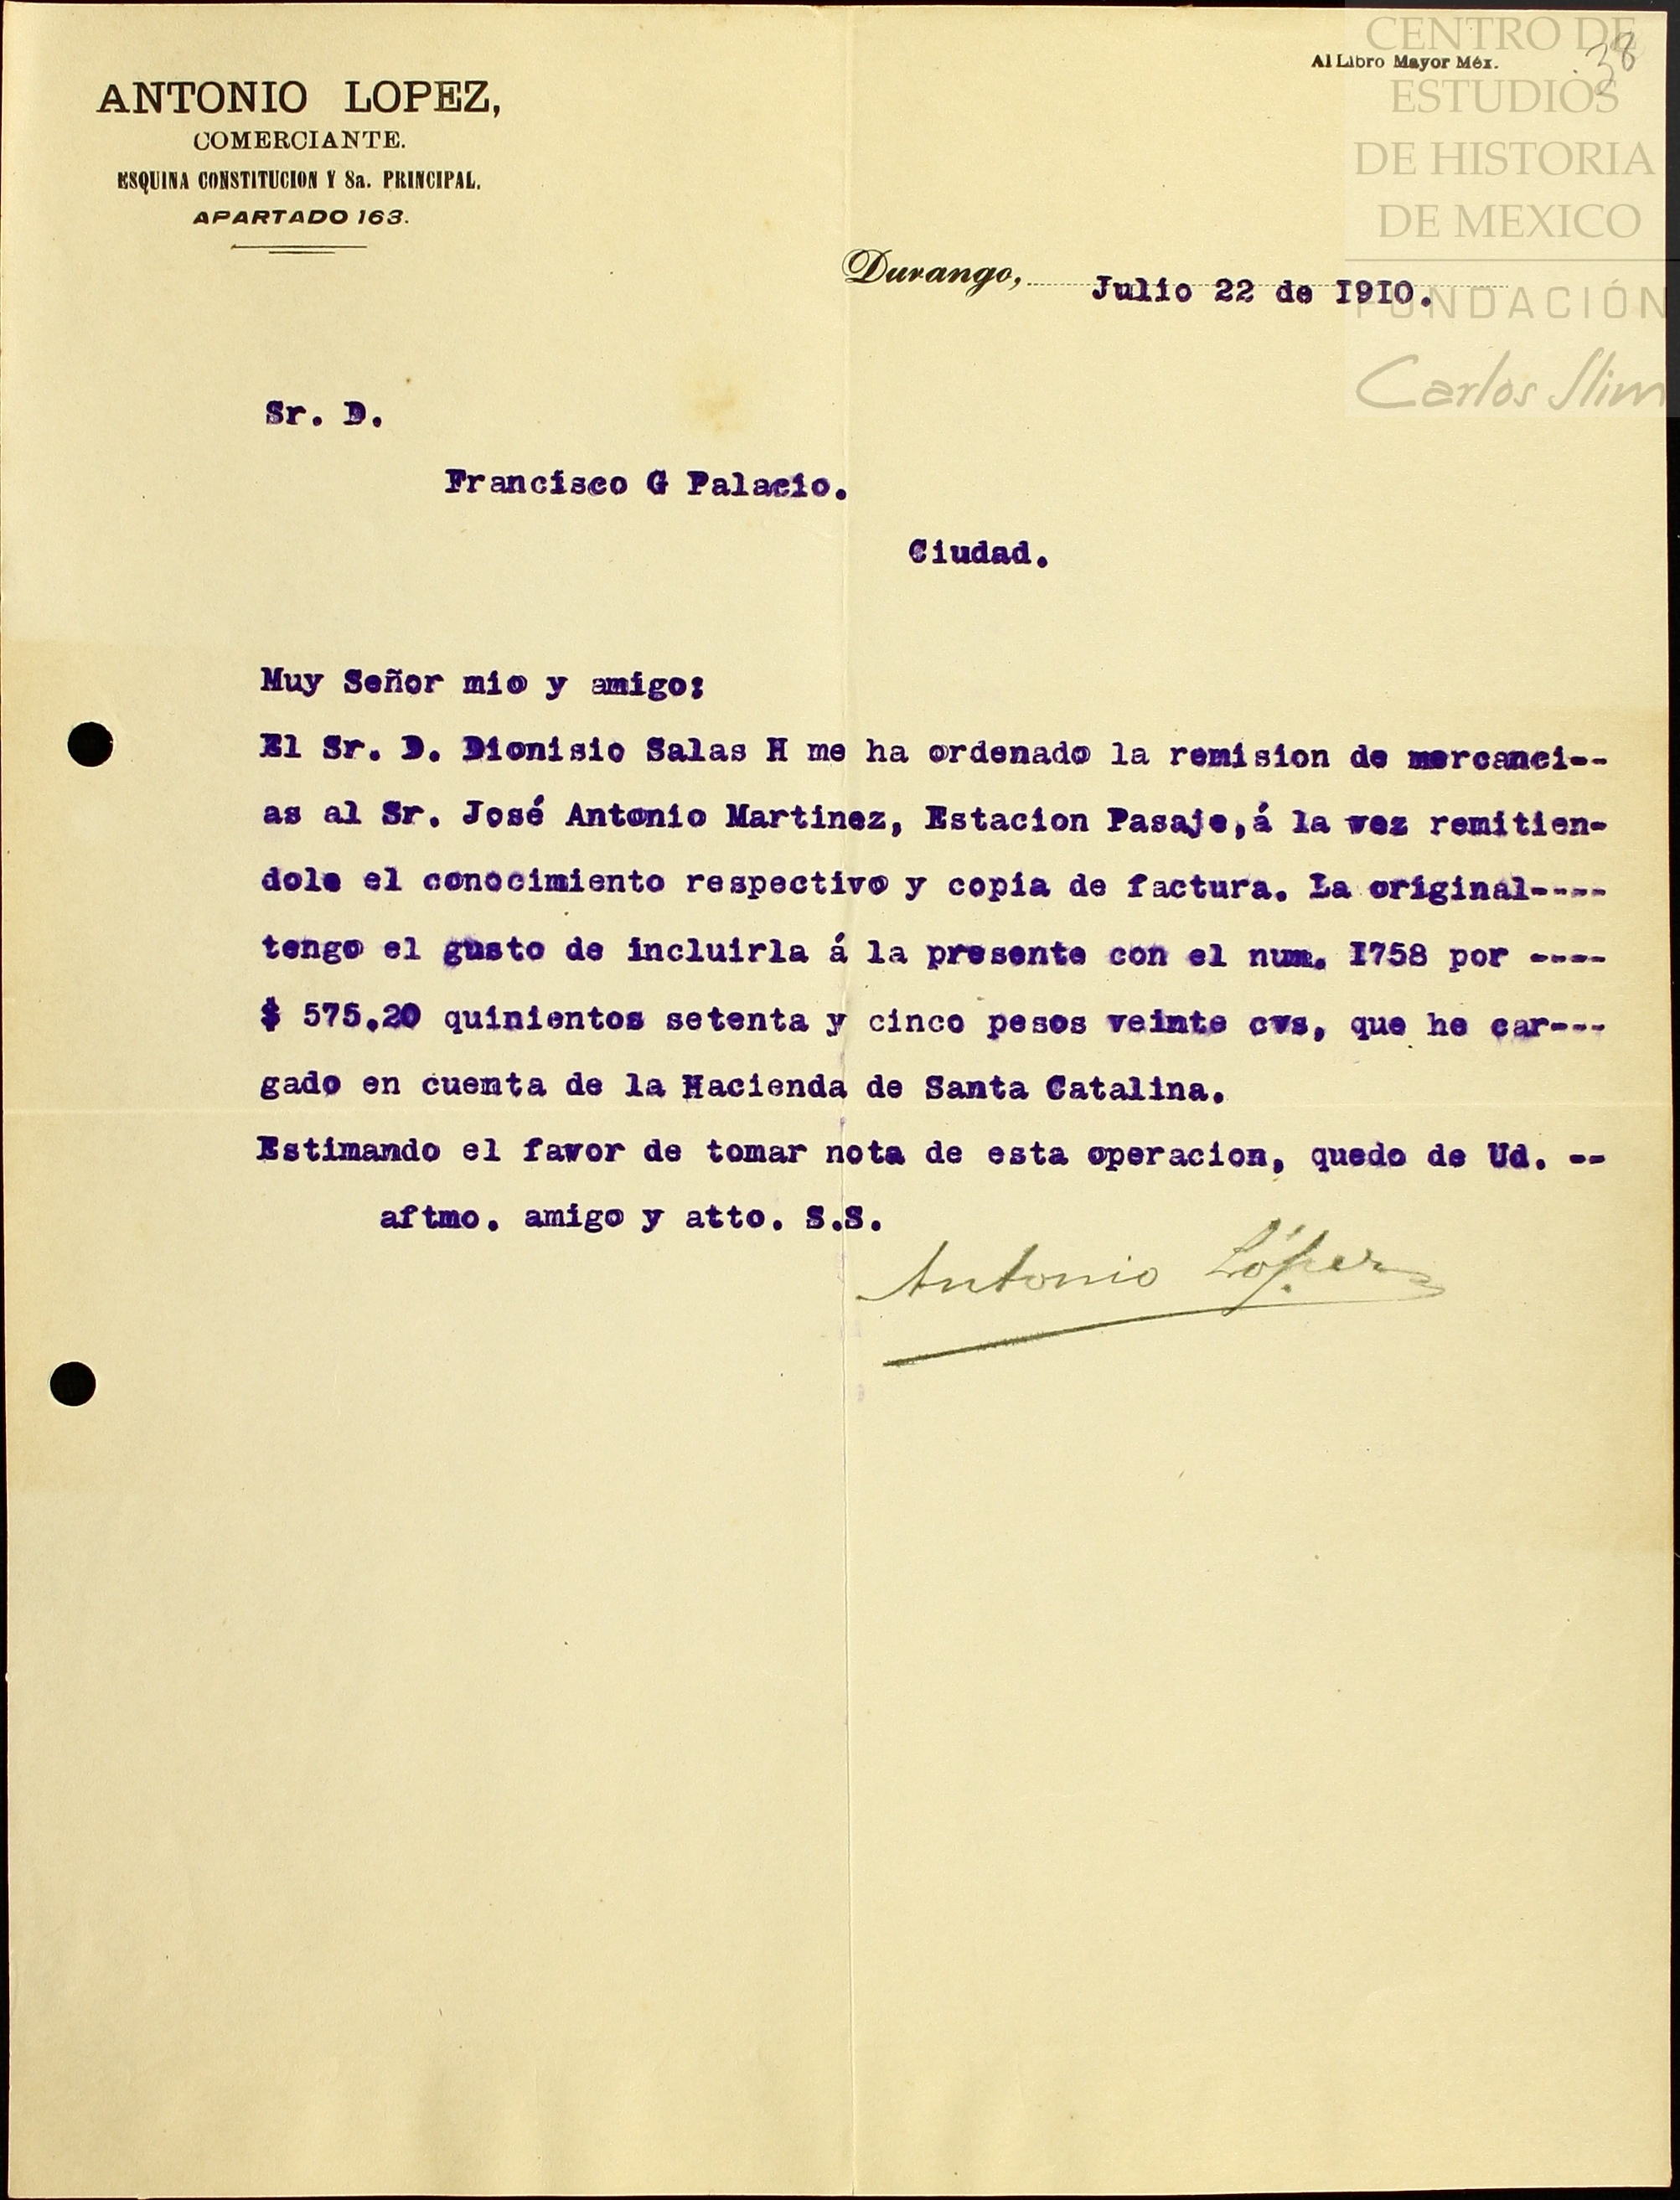 CENTRO DE
ESTUDIOS
DE HISTORIA
DE MEXICO
FUNDACIÓN
Carlos Slim
Al Libro Mayor Méx.
38
ANTONIO LOPEZ,
COMERCIANTE.
ESQUINA CONSTITUCION Y 8a. PRINCIPAL.
APARTADO 163.
Durango, Julio 22 de I9IO.
Sr. D.
Francisco G Palacio.
Ciudad.
Muy Señor mio y amigo:
El Sr. D. Dionisio Salas H me ha ordenado la remision de mercanci--
as al Sr. José Antonio Martinez, Estacion Pasaje,á la vez remitien-
dole el conocimiento respectivo y copia de factura. La original----
tengo el gusto de incluirla á la presente con el num. I758 por ----
$ 575.20 quinientos setenta y cinco pesos veinte cvs, que he car---
gado en cuenta de la Hacienda de Santa Catalina.
Estimando el favor de tomar nota de esta operacion, quedo de Ud. --
aftmo. amigo y atto. S.S.
Antonio López